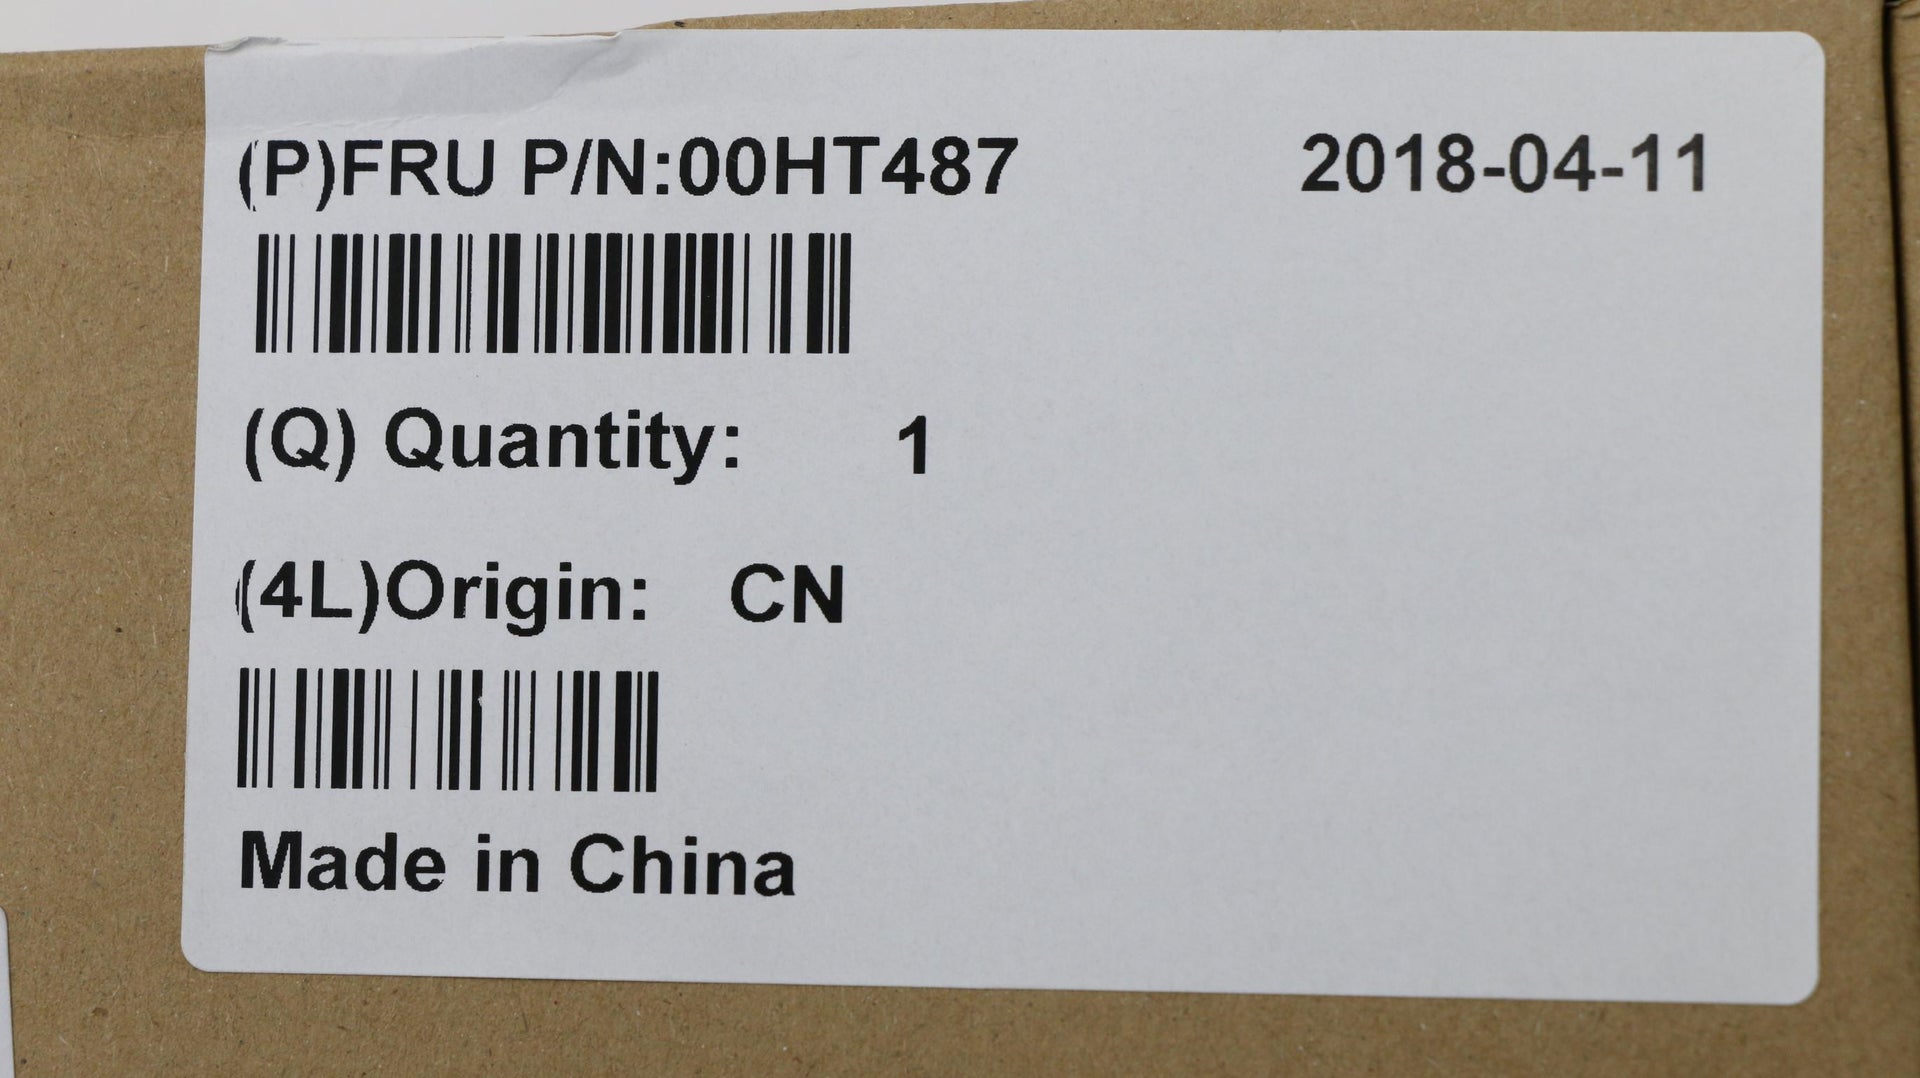 (P)FRU P/N:00HT487 2018-04-11
(Q) Quantity: 1
(4L)Origin: CN
Made in China